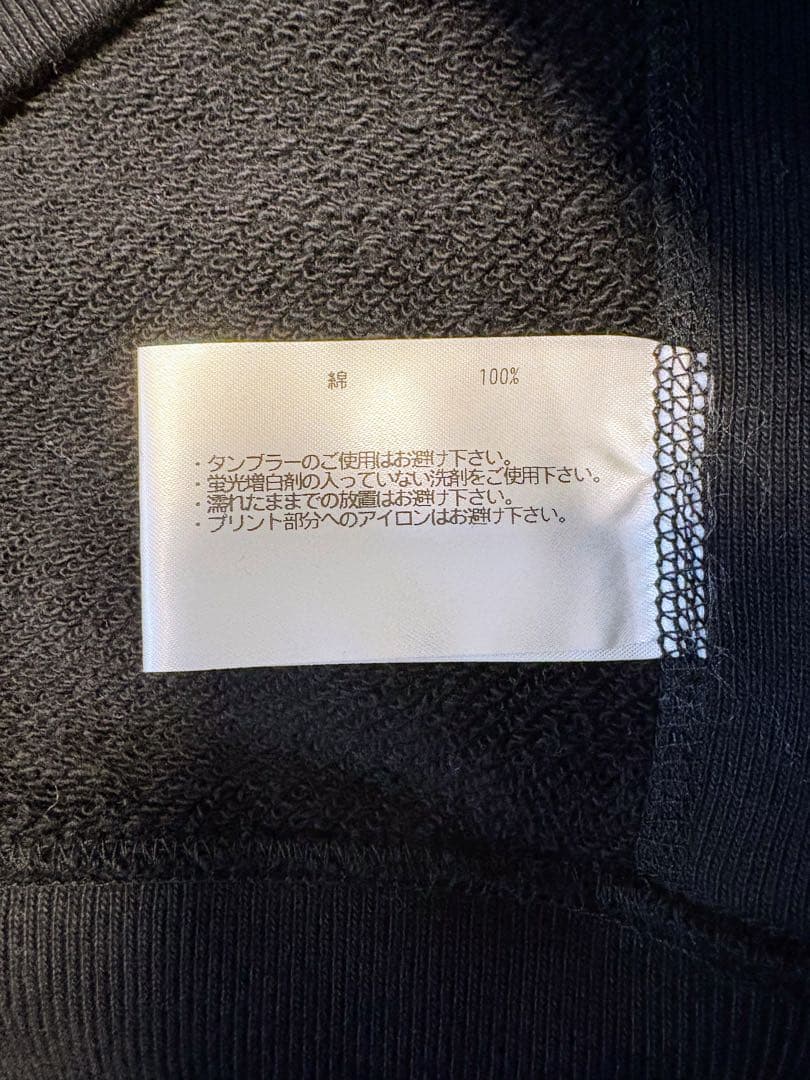 綿 100%
・タンブラーのご使用はお避け下さい。
・蛍光増白剤の入っていない洗剤をご使用下さい。
・濡れたままでの放置はお避け下さい。
・プリント部分へのアイロンはお避け下さい。